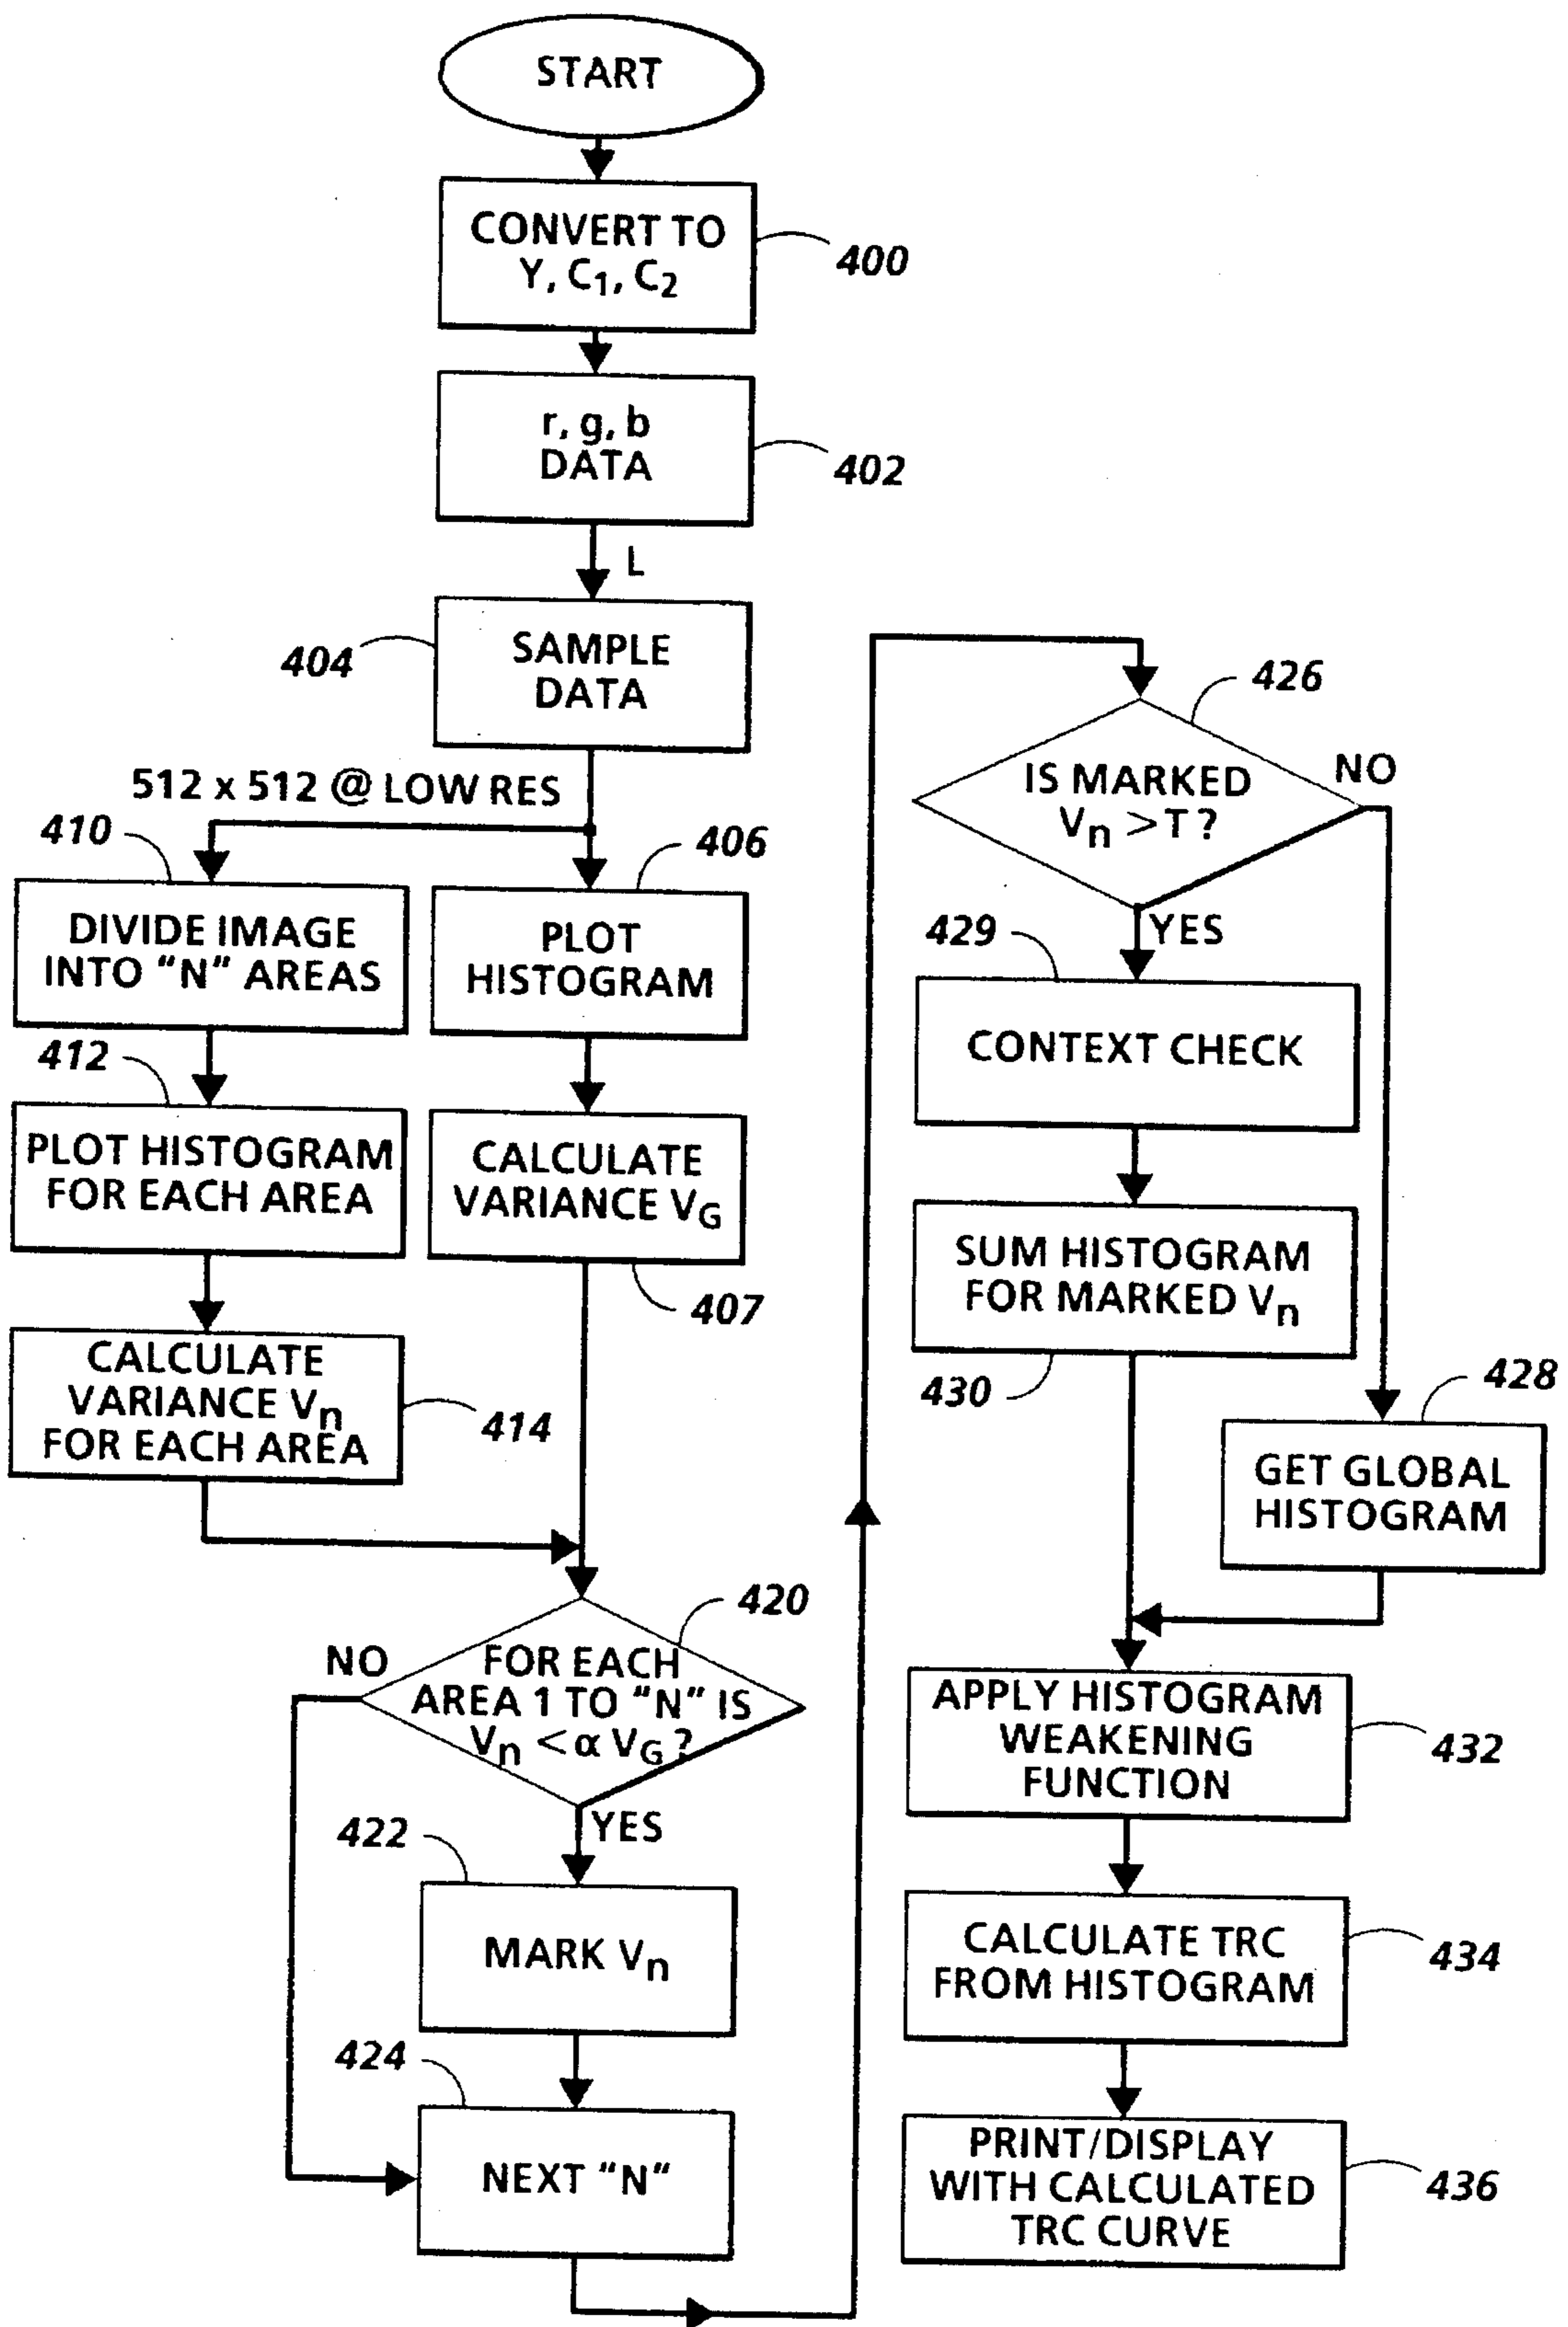 START
CONVERT TO
Y, C1, C2
400
r, g, b
DATA
402
L
SAMPLE
DATA
404
512 x 512 @ LOW RES
410
DIVIDE IMAGE
INTO "N" AREAS
406
PLOT
HISTOGRAM
412
PLOT HISTOGRAM
FOR EACH AREA
CALCULATE
VARIANCE VG
407
CALCULATE
VARIANCE Vn
FOR EACH AREA
414
420
NO
FOR EACH
AREA 1 TO "N" IS
Vn < α VG ?
YES
422
MARK Vn
424
NEXT "N"
426
IS MARKED
Vn > T ?
NO
YES
429
CONTEXT CHECK
SUM HISTOGRAM
FOR MARKED Vn
430
428
GET GLOBAL
HISTOGRAM
APPLY HISTOGRAM
WEAKENING
FUNCTION
432
CALCULATE TRC
FROM HISTOGRAM
434
PRINT/DISPLAY
WITH CALCULATED
TRC CURVE
436